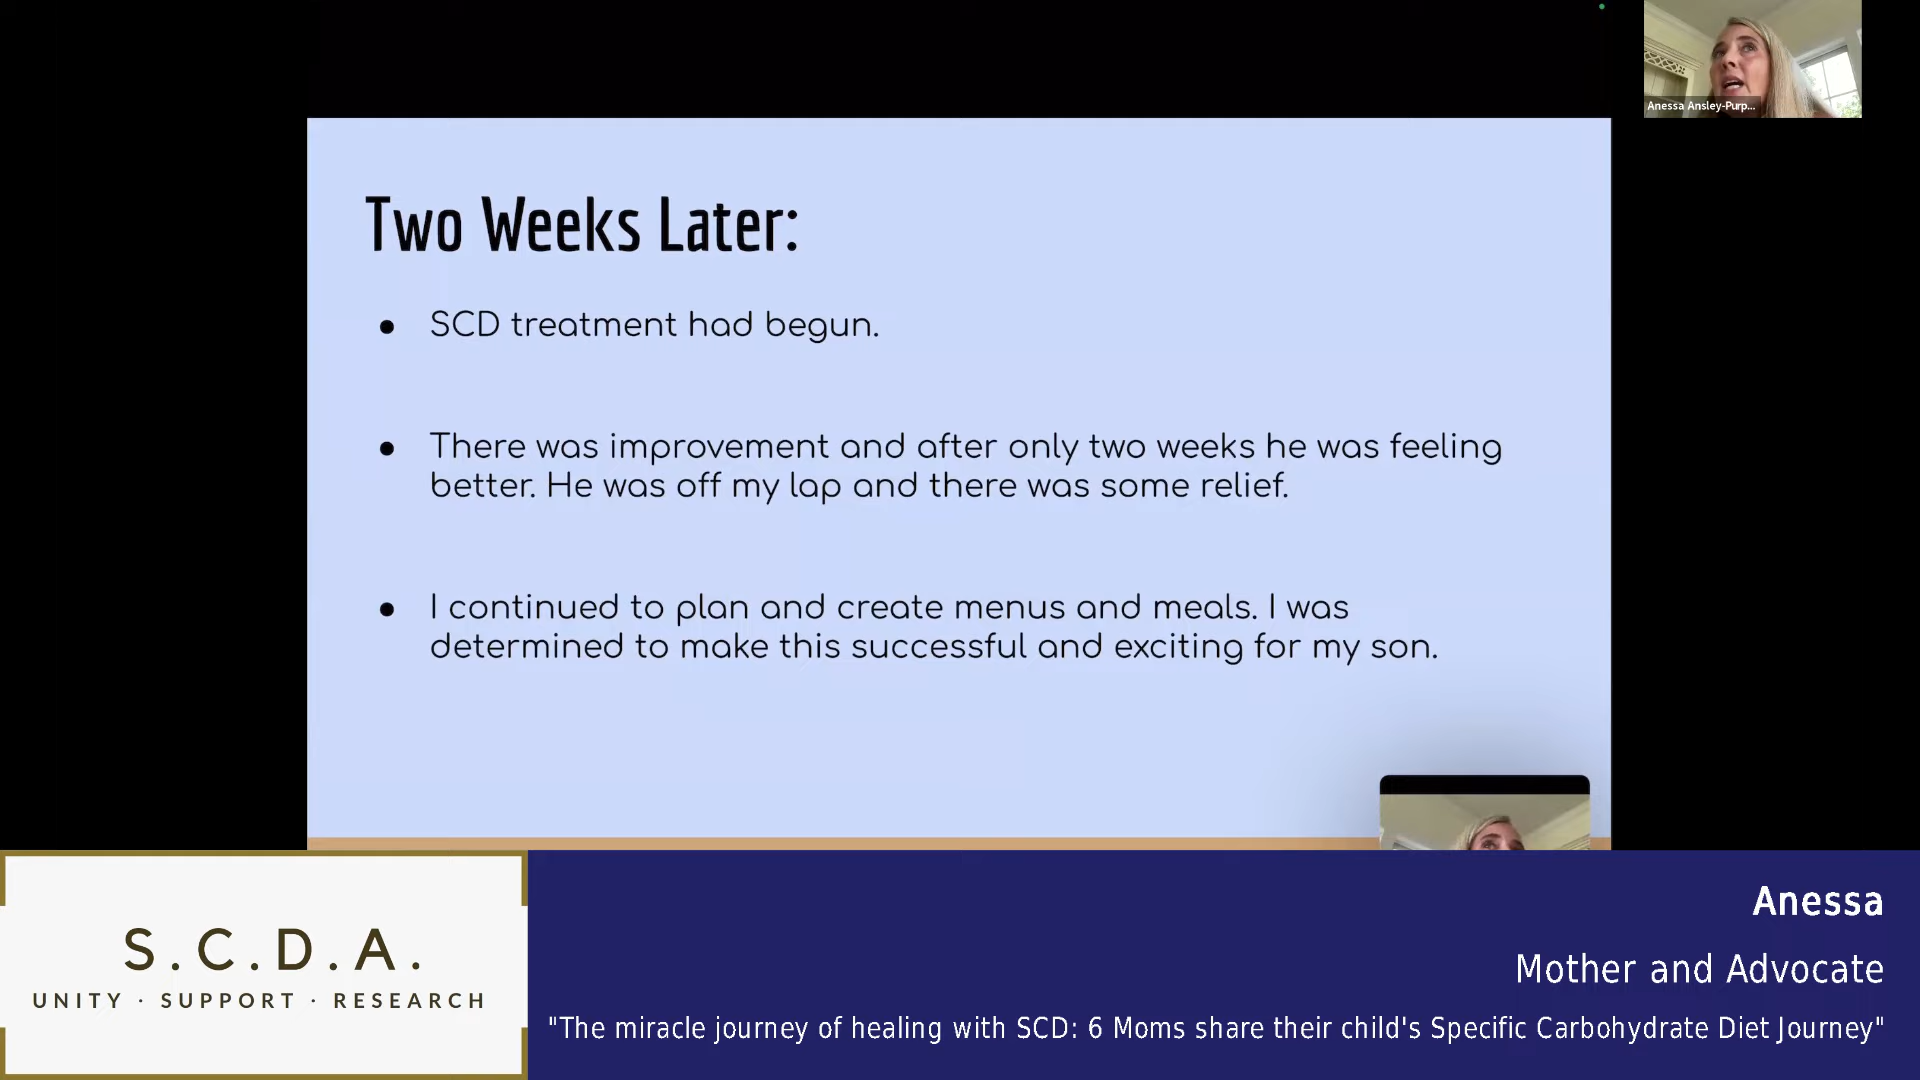 Anessa Ansley-Purp...
Two Weeks Later:
● SCD treatment had begun.
● There was improvement and after only two weeks he was feeling
better. He was off my lap and there was some relief.
● I continued to plan and create menus and meals. I was
determined to make this successful and exciting for my son.
S.C.D.A.
UNITY · SUPPORT · RESEARCH
Anessa
Mother and Advocate
"The miracle journey of healing with SCD: 6 Moms share their child's Specific Carbohydrate Diet Journey"